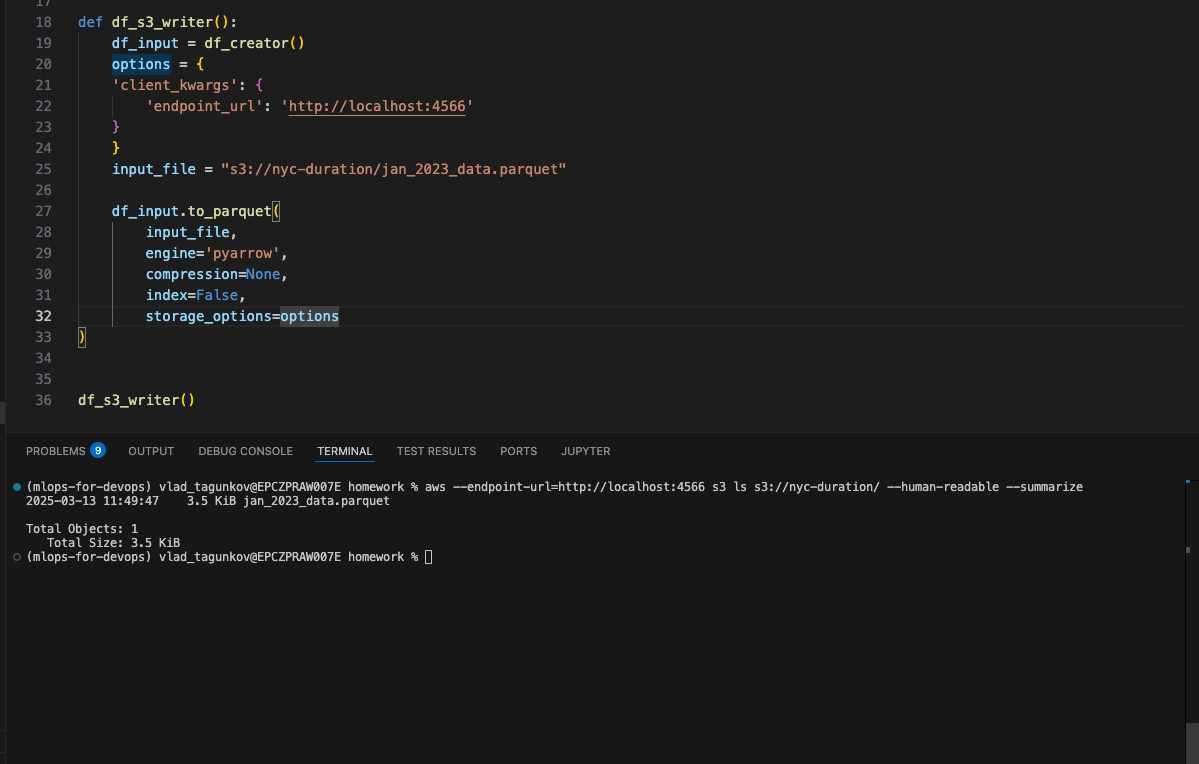 17
18 def df_s3_writer():
19     df_input = df_creator()
20     options = {
21     'client_kwargs': {
22         'endpoint_url': 'http://localhost:4566'
23     }
24     }
25     input_file = "s3://nyc-duration/jan_2023_data.parquet"
26
27     df_input.to_parquet(
28         input_file,
29         engine='pyarrow',
30         compression=None,
31         index=False,
32         storage_options=options
33 )
34
35
36 df_s3_writer()
PROBLEMS 9 OUTPUT DEBUG CONSOLE TERMINAL TEST RESULTS PORTS JUPYTER
(mlops-for-devops) vlad_tagunkov@EPCZPRAW007E homework % aws --endpoint-url=http://localhost:4566 s3 ls s3://nyc-duration/ --human-readable --summarize
2025-03-13 11:49:47    3.5 KiB jan_2023_data.parquet
Total Objects: 1
   Total Size: 3.5 KiB
(mlops-for-devops) vlad_tagunkov@EPCZPRAW007E homework %